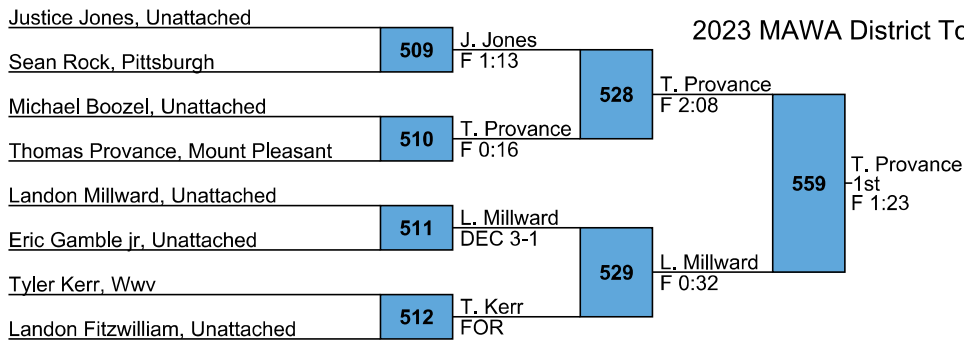 Justice Jones, Unattached
2023 MAWA District To
509
J. Jones
F 1:13
Sean Rock, Pittsburgh
528
T. Provance
F 2:08
Michael Boozel, Unattached
510
T. Provance
F 0:16
Thomas Provance, Mount Pleasant
559
T. Provance
1st
F 1:23
Landon Millward, Unattached
511
L. Millward
DEC 3-1
Eric Gamble jr, Unattached
529
L. Millward
F 0:32
Tyler Kerr, Wwv
512
T. Kerr
FOR
Landon Fitzwilliam, Unattached